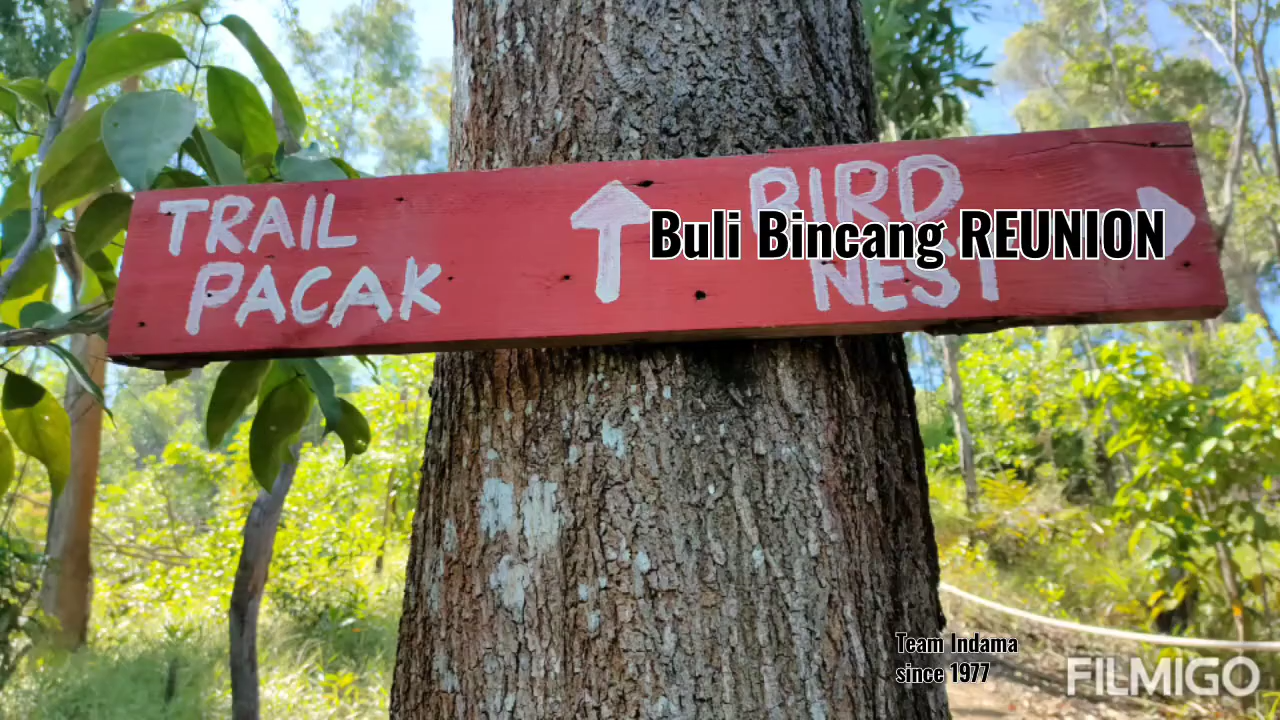 TRAIL
PACAK
BIRD
NEST
Buli Bincang REUNION
Team Indama
since 1977
FILMIGO